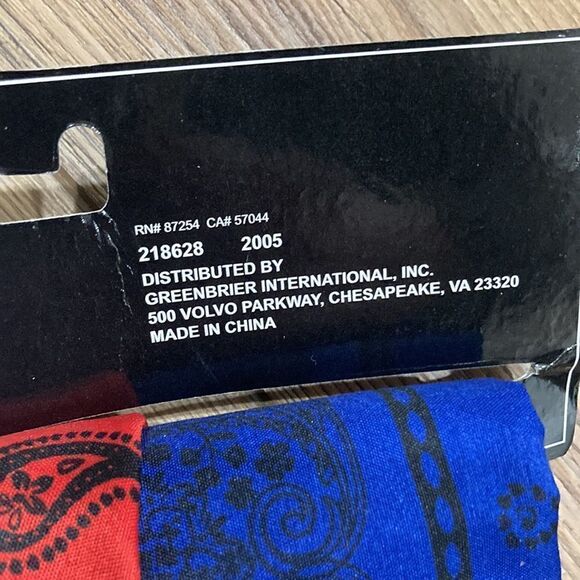 RN# 87254 CA# 57044
218628 2005
DISTRIBUTED BY
GREENBRIER INTERNATIONAL, INC.
500 VOLVO PARKWAY, CHESAPEAKE, VA 23320
MADE IN CHINA